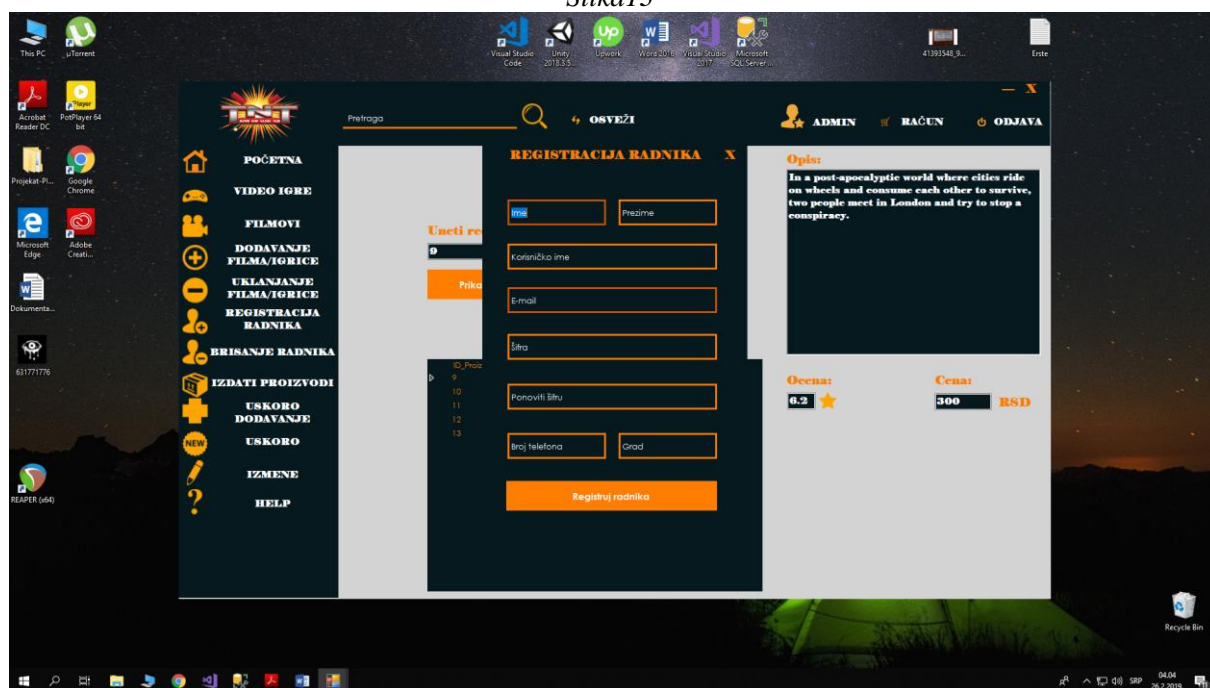 Slika15
This PC
µTorrent
Visual Studio
Code
Unity
2018.3.5...
Upwork
Word 2016
Visual Studio
2017
Microsoft
SQL Server ...
41393548_9...
Erste
Acrobat
Reader DC
PotPlayer 64
bit
Projekat-Pl...
Google
Chrome
Microsoft
Edge
Adobe
Creati...
Dokumenta...
631771776
REAPER (x64)
Recycle Bin
TNT
Pretraga
OSVEŽI
ADMIN
RAČUN
ODJAVA
— X
POČETNA
VIDEO IGRE
FILMOVI
DODAVANJE
FILMA/IGRICE
UKLANJANJE
FILMA/IGRICE
REGISTRACIJA
RADNIKA
BRISANJE RADNIKA
IZDATI PROIZVODI
USKORO
DODAVANJE
NEW
USKORO
IZMENE
HELP
Uneti re
9
Prika
ID_Proiz
9
10
11
12
13
REGISTRACIJA RADNIKA X
Ime
Prezime
Korisničko ime
E-mail
Šifra
Ponoviti šifru
Broj telefona
Grad
Registruj radnika
Opis:
In a post-apocalyptic world where cities ride
on wheels and consume each other to survive,
two people meet in London and try to stop a
conspiracy.
Ocena:
6.2
Cena:
300 RSD
SRP
04.04
26.2.2019